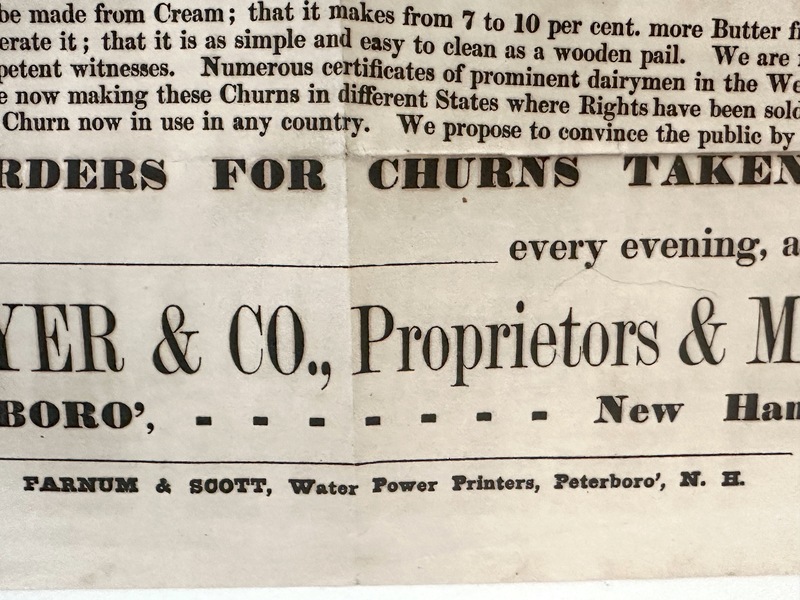 be made from Cream; that it makes from 7 to 10 per cent. more Butter
erate it; that it is as simple and easy to clean as a wooden pail. We are
petent witnesses. Numerous certificates of prominent dairymen in the We
e now making these Churns in different States where Rights have been sold
Churn now in use in any country. We propose to convince the public by
RDERS FOR CHURNS TAKEN
every evening, a
YER & CO., Proprietors & M
BORO', - - - - - - - New Ham
FARNUM & SCOTT, Water Power Printers, Peterboro', N. H.